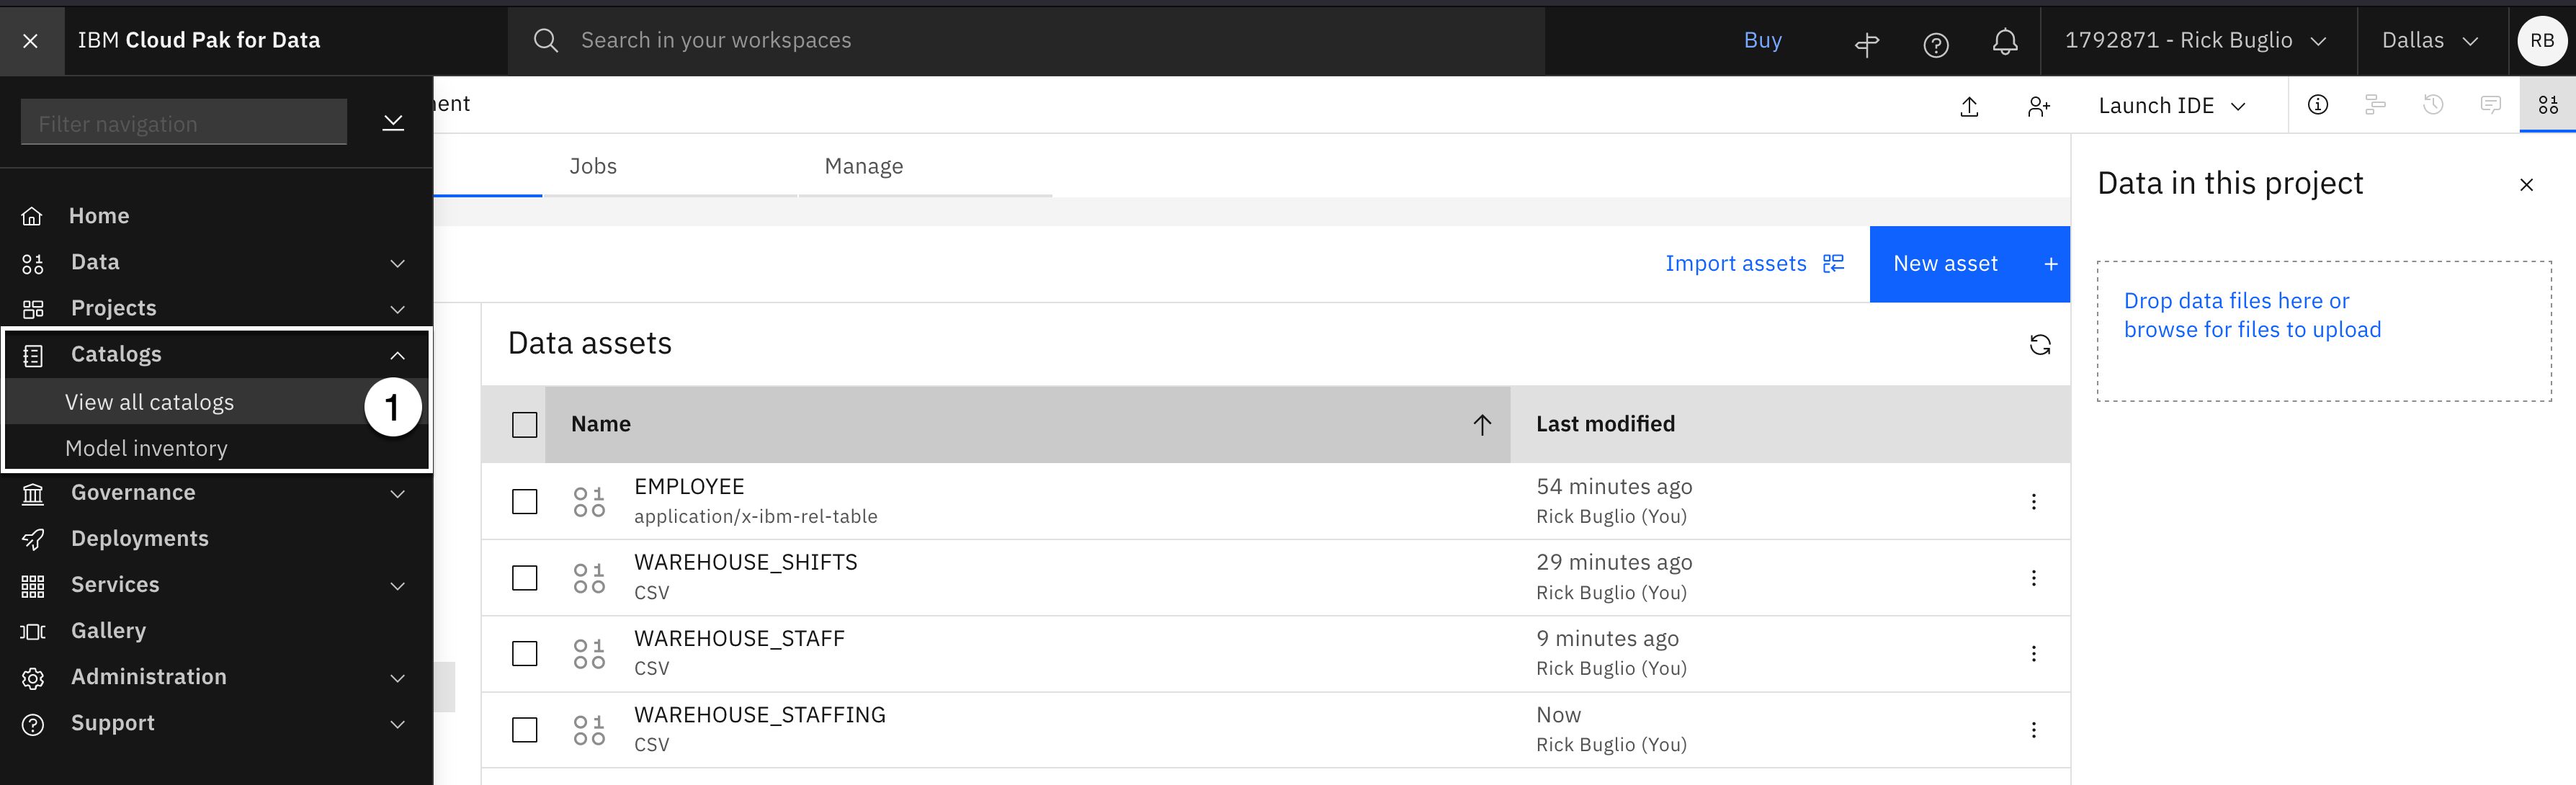 IBM Cloud Pak for Data
Search in your workspaces
Buy
1792871 - Rick Buglio
Dallas
RB
Filter navigation
Launch IDE
Home
Data
Projects
Catalogs
View all catalogs
1
Model inventory
Governance
Deployments
Services
Gallery
Administration
Support
Jobs
Manage
Import assets
New asset +
Data assets
Name
Last modified
EMPLOYEE
application/x-ibm-rel-table
54 minutes ago
Rick Buglio (You)
WAREHOUSE_SHIFTS
CSV
29 minutes ago
Rick Buglio (You)
WAREHOUSE_STAFF
CSV
9 minutes ago
Rick Buglio (You)
WAREHOUSE_STAFFING
CSV
Now
Rick Buglio (You)
Data in this project
Drop data files here or
browse for files to upload